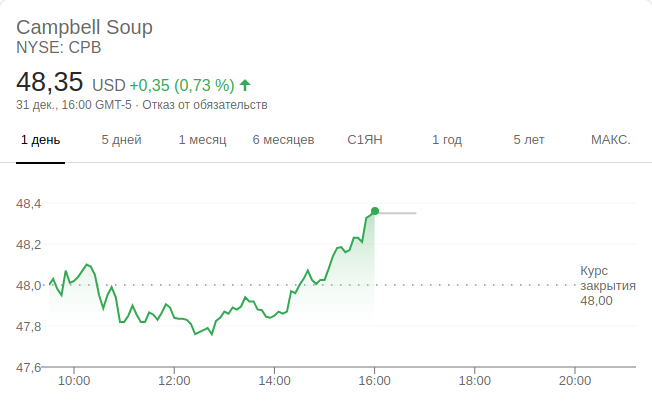 Campbell Soup
NYSE: CPB
48,35 USD +0,35 (0,73 %)
31 дек., 16:00 GMT-5 · Отказ от обязательств
1 день 5 дней 1 месяц 6 месяцев С1ЯН 1 год 5 лет МАКС.
48,4
48,2
48,0
47,8
47,6
Курс
закрытия
48,00
10:00 12:00 14:00 16:00 18:00 20:00